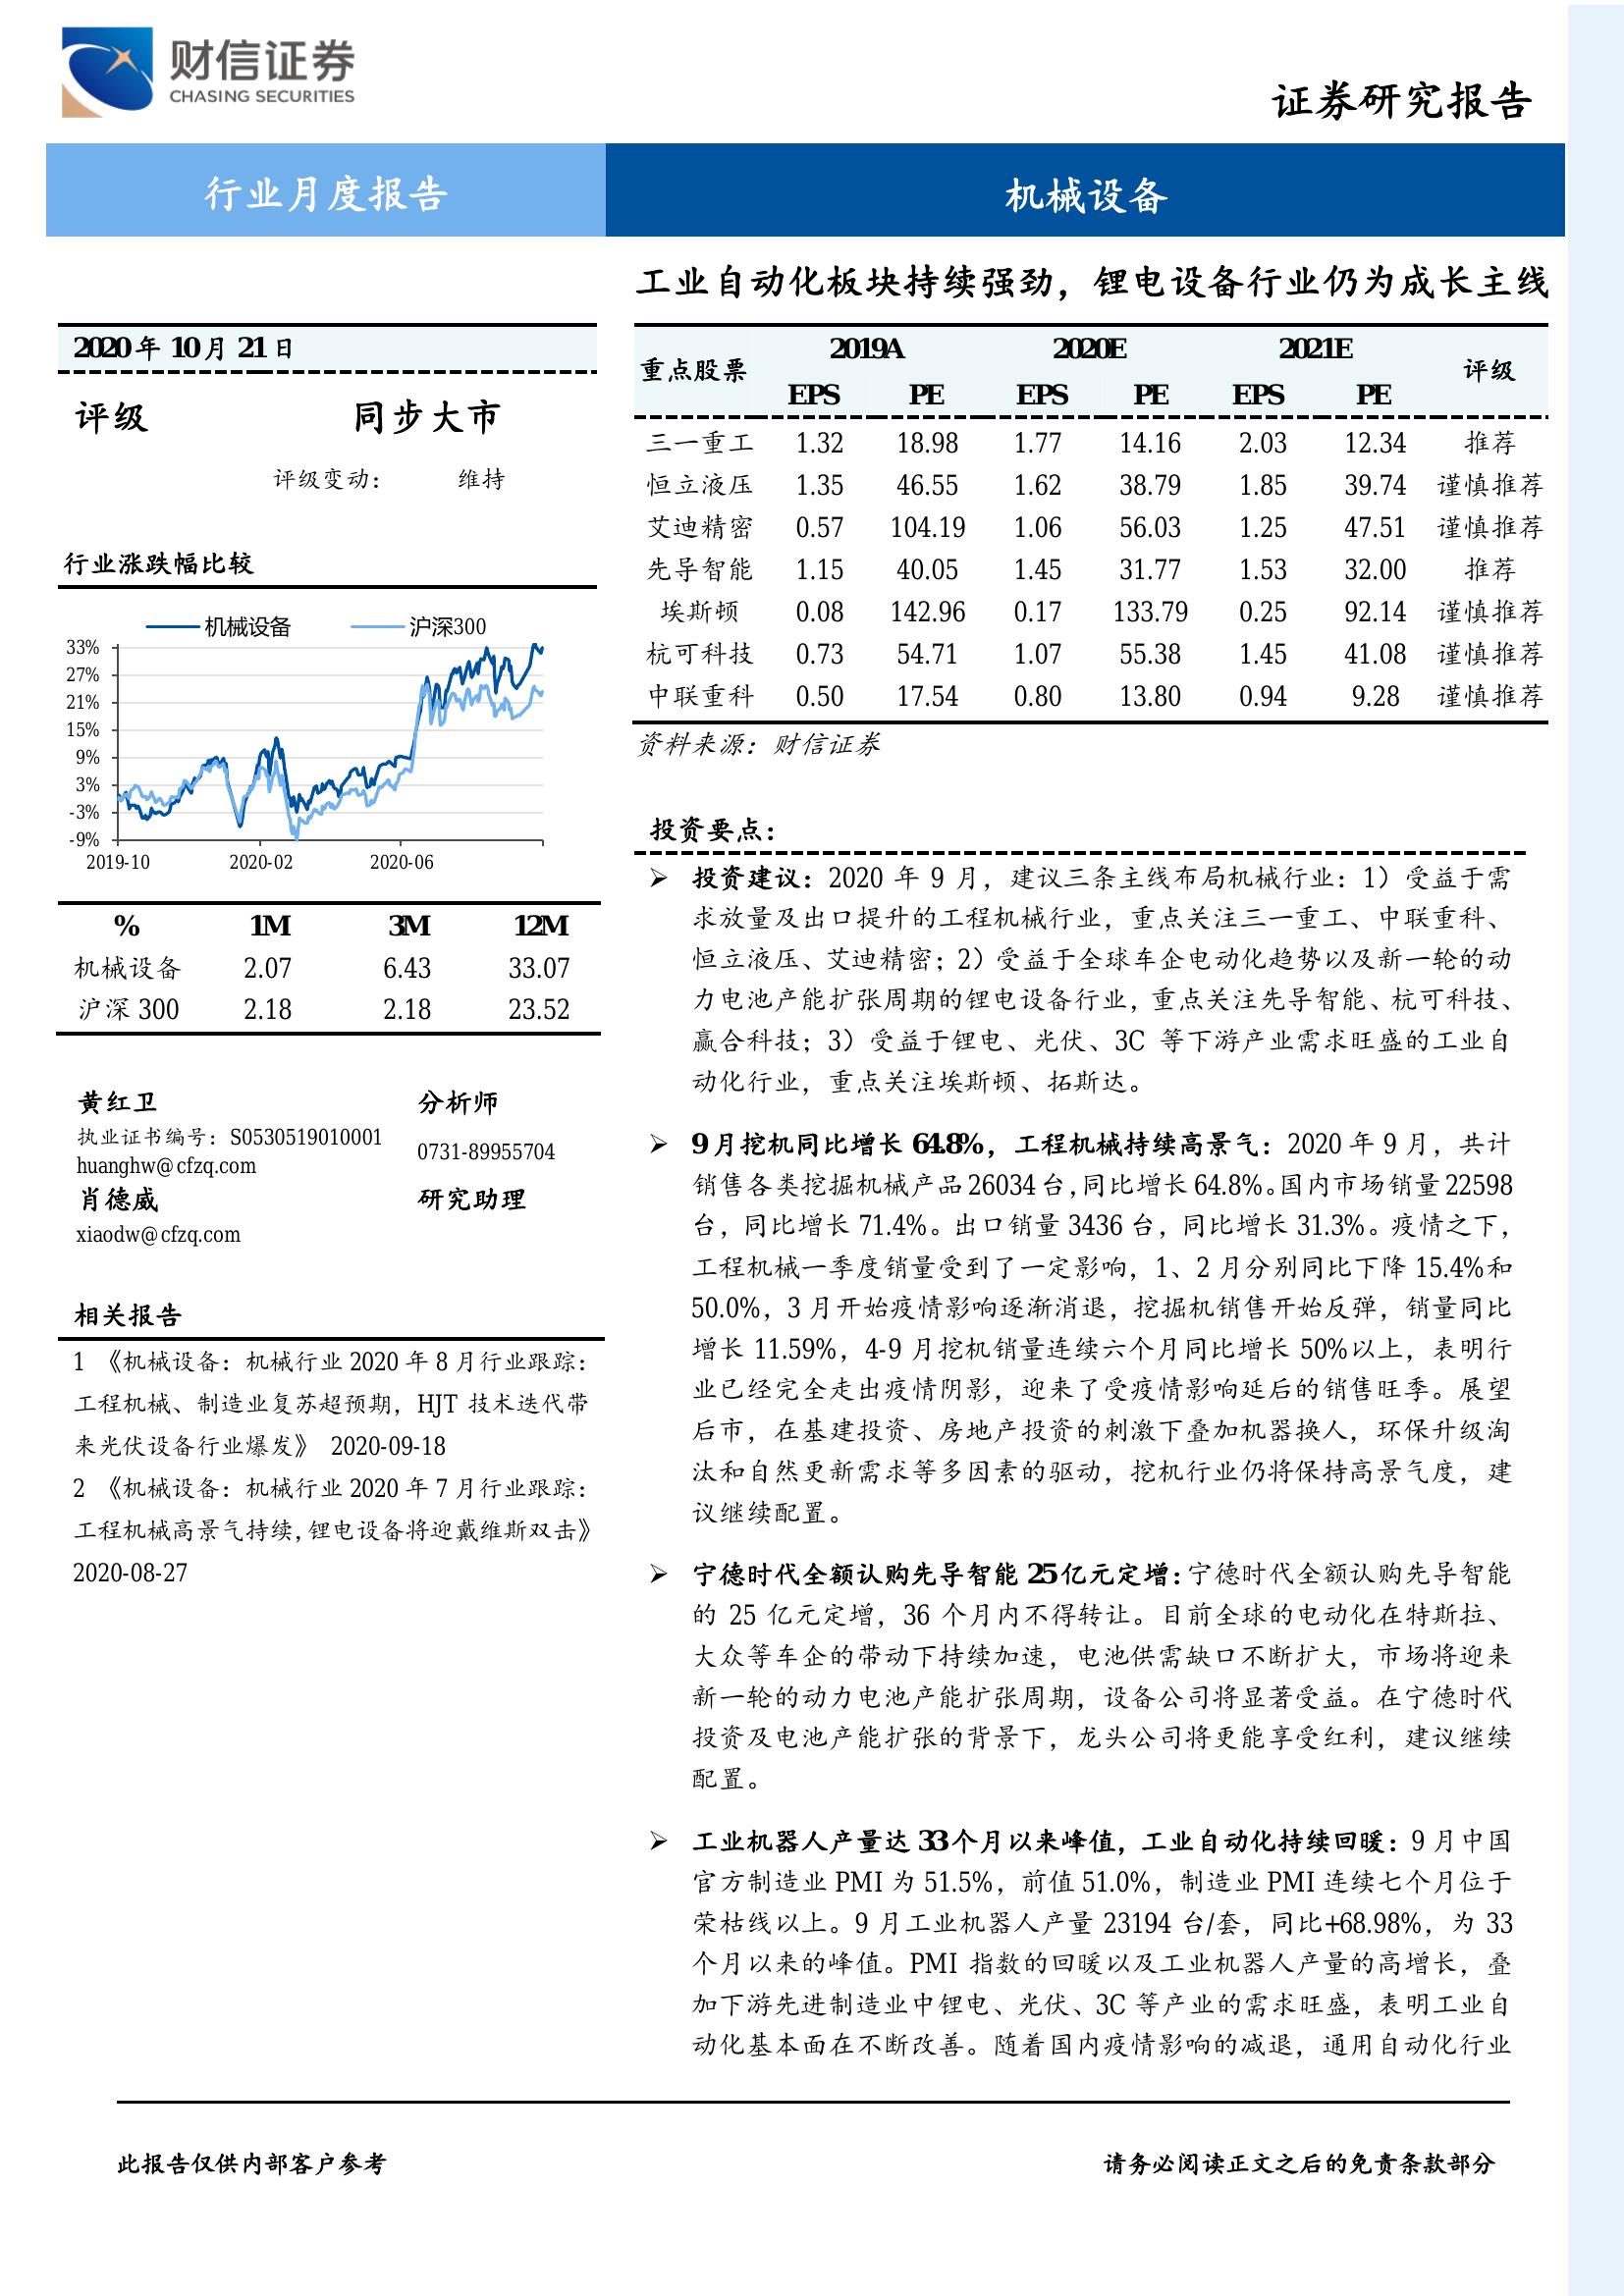 财信证券
CHASING SECURITIES
证券研究报告
行业月度报告
机械设备
工业自动化板块持续强劲，锂电设备行业仍为成长主线
2020 年 10 月 21 日
评级 同步大市
评级变动： 维持
行业涨跌幅比较
机械设备 沪深300
33%
27%
21%
15%
9%
3%
-3%
-9%
2019-10 2020-02 2020-06
% 1M 3M 12M
机械设备 2.07 6.43 33.07
沪深 300 2.18 2.18 23.52
黄红卫 分析师
执业证书编号：S0530519010001 0731-89955704
huanghw@cfzq.com
肖德威 研究助理
xiaodw@cfzq.com
相关报告
1 《机械设备：机械行业 2020 年 8 月行业跟踪：
工程机械、制造业复苏超预期，HJT 技术迭代带
来光伏设备行业爆发》 2020-09-18
2 《机械设备：机械行业 2020 年 7 月行业跟踪：
工程机械高景气持续，锂电设备将迎戴维斯双击》
2020-08-27
重点股票 2019A 2020E 2021E 评级
EPS PE EPS PE EPS PE
三一重工 1.32 18.98 1.77 14.16 2.03 12.34 推荐
恒立液压 1.35 46.55 1.62 38.79 1.85 39.74 谨慎推荐
艾迪精密 0.57 104.19 1.06 56.03 1.25 47.51 谨慎推荐
先导智能 1.15 40.05 1.45 31.77 1.53 32.00 推荐
埃斯顿 0.08 142.96 0.17 133.79 0.25 92.14 谨慎推荐
杭可科技 0.73 54.71 1.07 55.38 1.45 41.08 谨慎推荐
中联重科 0.50 17.54 0.80 13.80 0.94 9.28 谨慎推荐
资料来源：财信证券
投资要点：
➢ 投资建议：2020 年 9 月，建议三条主线布局机械行业：1）受益于需
求放量及出口提升的工程机械行业，重点关注三一重工、中联重科、
恒立液压、艾迪精密；2）受益于全球车企电动化趋势以及新一轮的动
力电池产能扩张周期的锂电设备行业，重点关注先导智能、杭可科技、
赢合科技；3）受益于锂电、光伏、3C 等下游产业需求旺盛的工业自
动化行业，重点关注埃斯顿、拓斯达。
➢ 9 月挖机同比增长 64.8%，工程机械持续高景气：2020 年 9 月，共计
销售各类挖掘机械产品 26034 台，同比增长 64.8%。国内市场销量 22598
台，同比增长 71.4%。出口销量 3436 台，同比增长 31.3%。疫情之下，
工程机械一季度销量受到了一定影响，1、2 月分别同比下降 15.4%和
50.0%，3 月开始疫情影响逐渐消退，挖掘机销售开始反弹，销量同比
增长 11.59%，4-9 月挖机销量连续六个月同比增长 50%以上，表明行
业已经完全走出疫情阴影，迎来了受疫情影响延后的销售旺季。展望
后市，在基建投资、房地产投资的刺激下叠加机器换人，环保升级淘
汰和自然更新需求等多因素的驱动，挖机行业仍将保持高景气度，建
议继续配置。
➢ 宁德时代全额认购先导智能 25 亿元定增：宁德时代全额认购先导智能
的 25 亿元定增，36 个月内不得转让。目前全球的电动化在特斯拉、
大众等车企的带动下持续加速，电池供需缺口不断扩大，市场将迎来
新一轮的动力电池产能扩张周期，设备公司将显著受益。在宁德时代
投资及电池产能扩张的背景下，龙头公司将更能享受红利，建议继续
配置。
➢ 工业机器人产量达 33 个月以来峰值，工业自动化持续回暖：9 月中国
官方制造业 PMI 为 51.5%，前值 51.0%，制造业 PMI 连续七个月位于
荣枯线以上。9 月工业机器人产量 23194 台/套，同比+68.98%，为 33
个月以来的峰值。PMI 指数的回暖以及工业机器人产量的高增长，叠
加下游先进制造业中锂电、光伏、3C 等产业的需求旺盛，表明工业自
动化基本面在不断改善。随着国内疫情影响的减退，通用自动化行业
此报告仅供内部客户参考
请务必阅读正文之后的免责条款部分